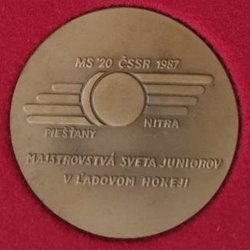 MS '20 ČSSR 1987
PIEŠŤANY NITRA
MAJSTROVSTVÁ SVETA JUNIOROV
V ĽADOVOM HOKEJI